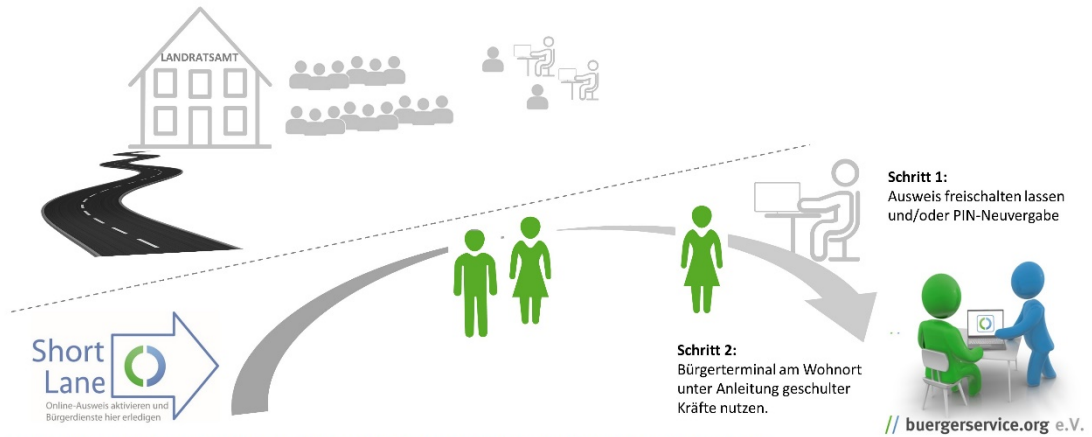 LANDRATSAMT
Schritt 1:
Ausweis freischalten lassen
und/oder PIN-Neuvergabe
Short
Lane
Online-Ausweis aktivieren und
Bürgerdienste hier erledigen
Schritt 2:
Bürgerterminal am Wohnort
unter Anleitung geschulter
Kräfte nutzen.
// buergerservice.org e.V.